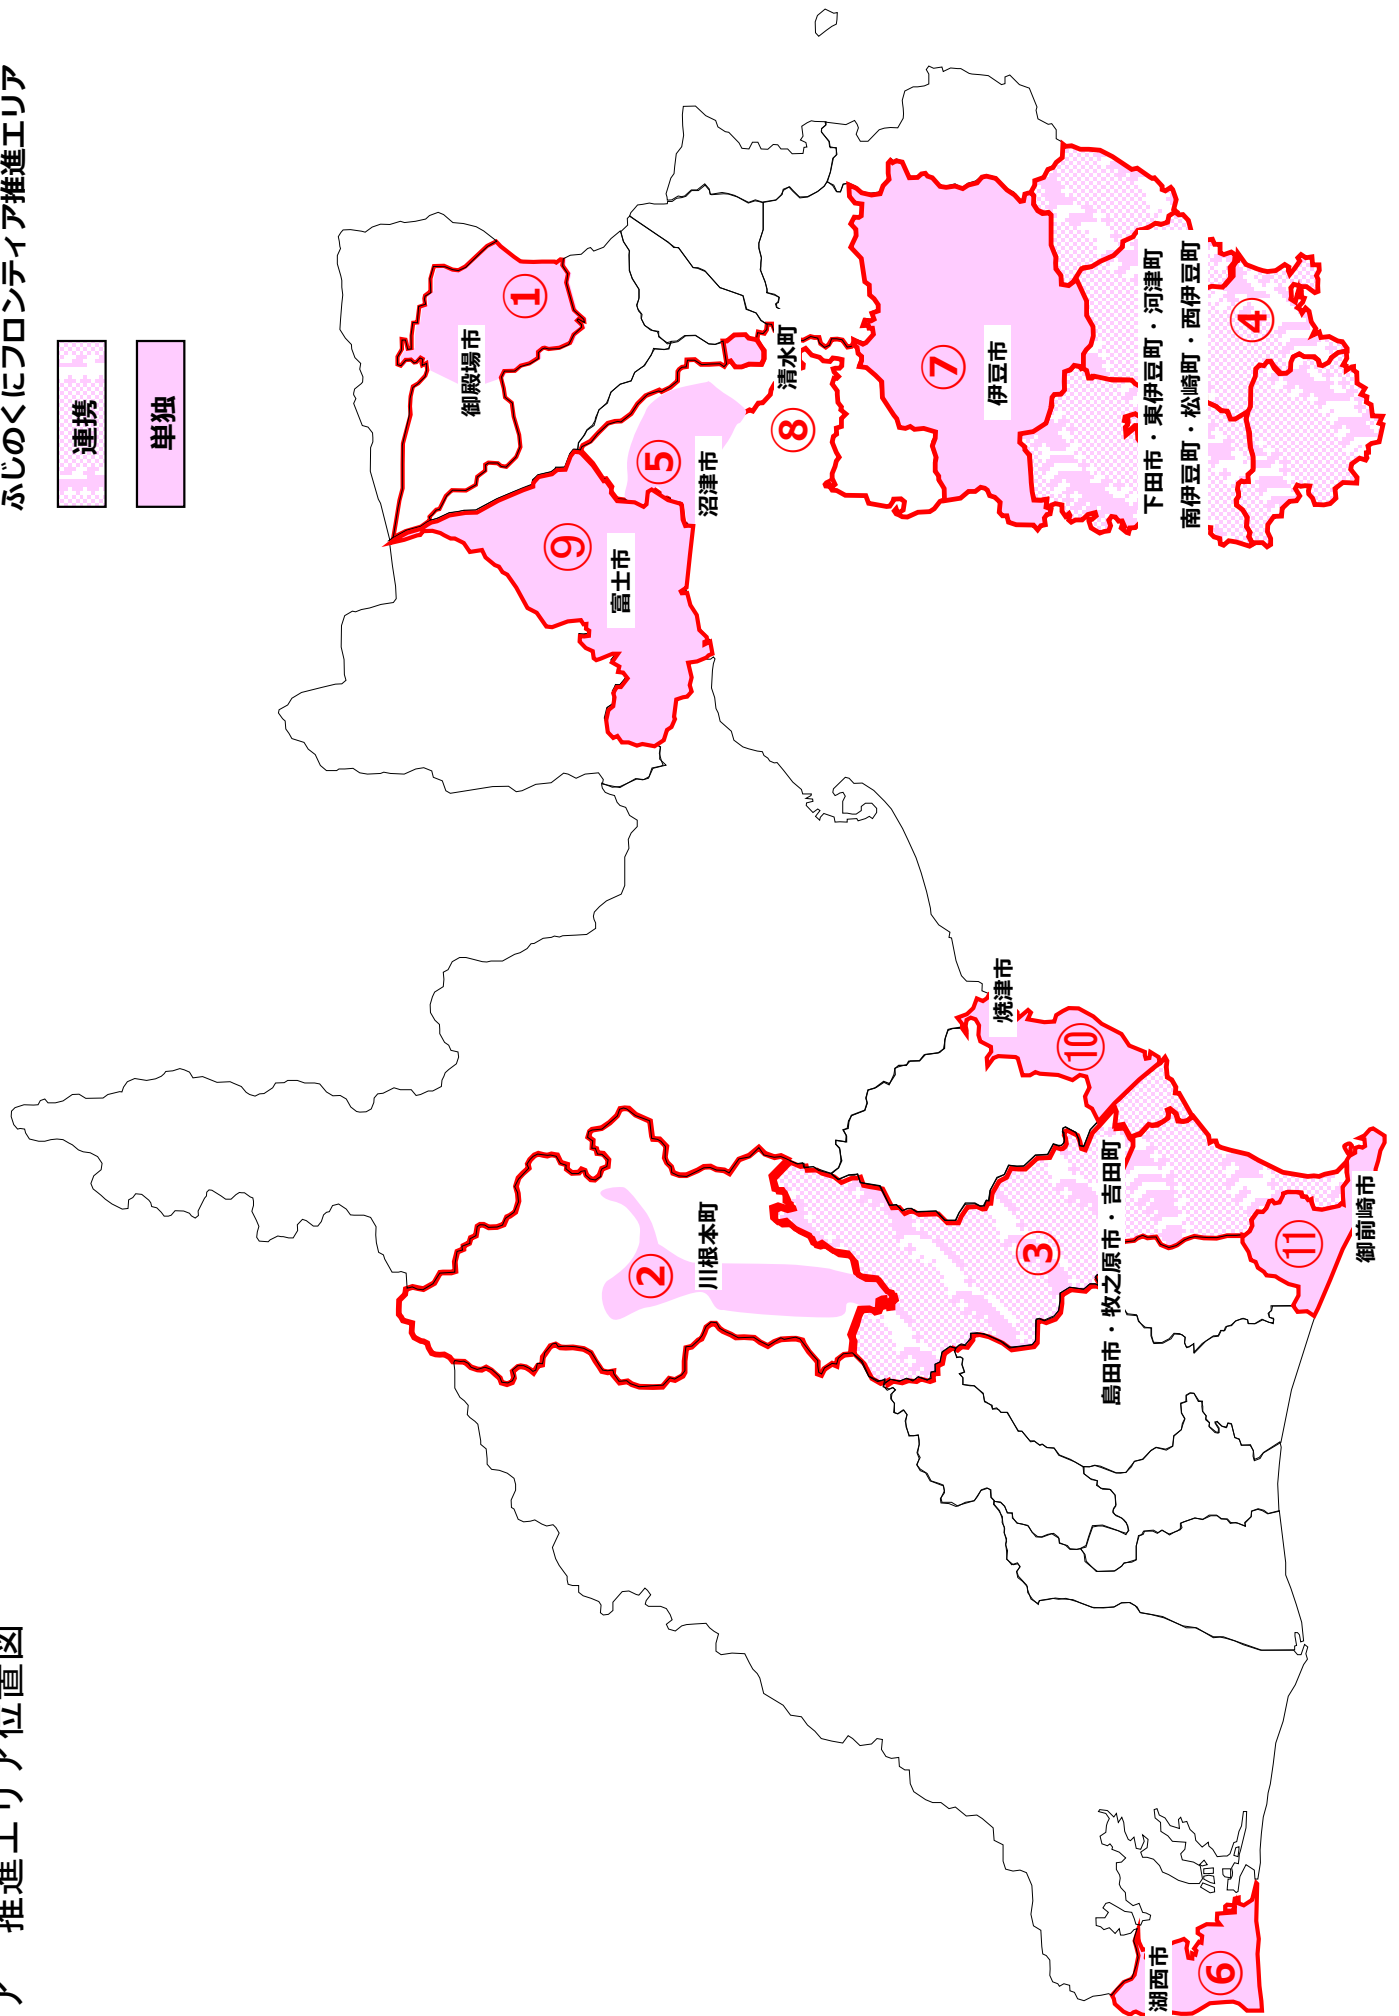 ア 推進エリア位置図
ふじのくにフロンティア推進エリア
連携
単独
①
御殿場市
②
川根本町
③
島田市・牧之原市・吉田町
④
下田市・東伊豆町・河津町
南伊豆町・松崎町・西伊豆町
⑤
沼津市
⑥
湖西市
⑦
伊豆市
⑧
清水町
⑨
富士市
⑩
焼津市
⑪
御前崎市